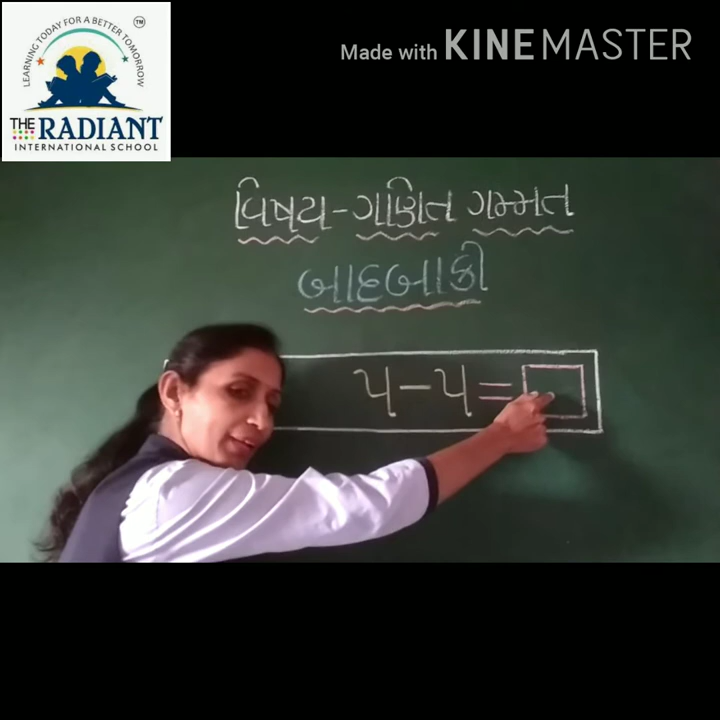 LEARNING TODAY FOR A BETTER TOMORROW
TM
THE RADIANT
INTERNATIONAL SCHOOL
Made with KINEMASTER
વિષય - ગણિત ગમ્મત
બાદબાકી
૫ - ૫ =